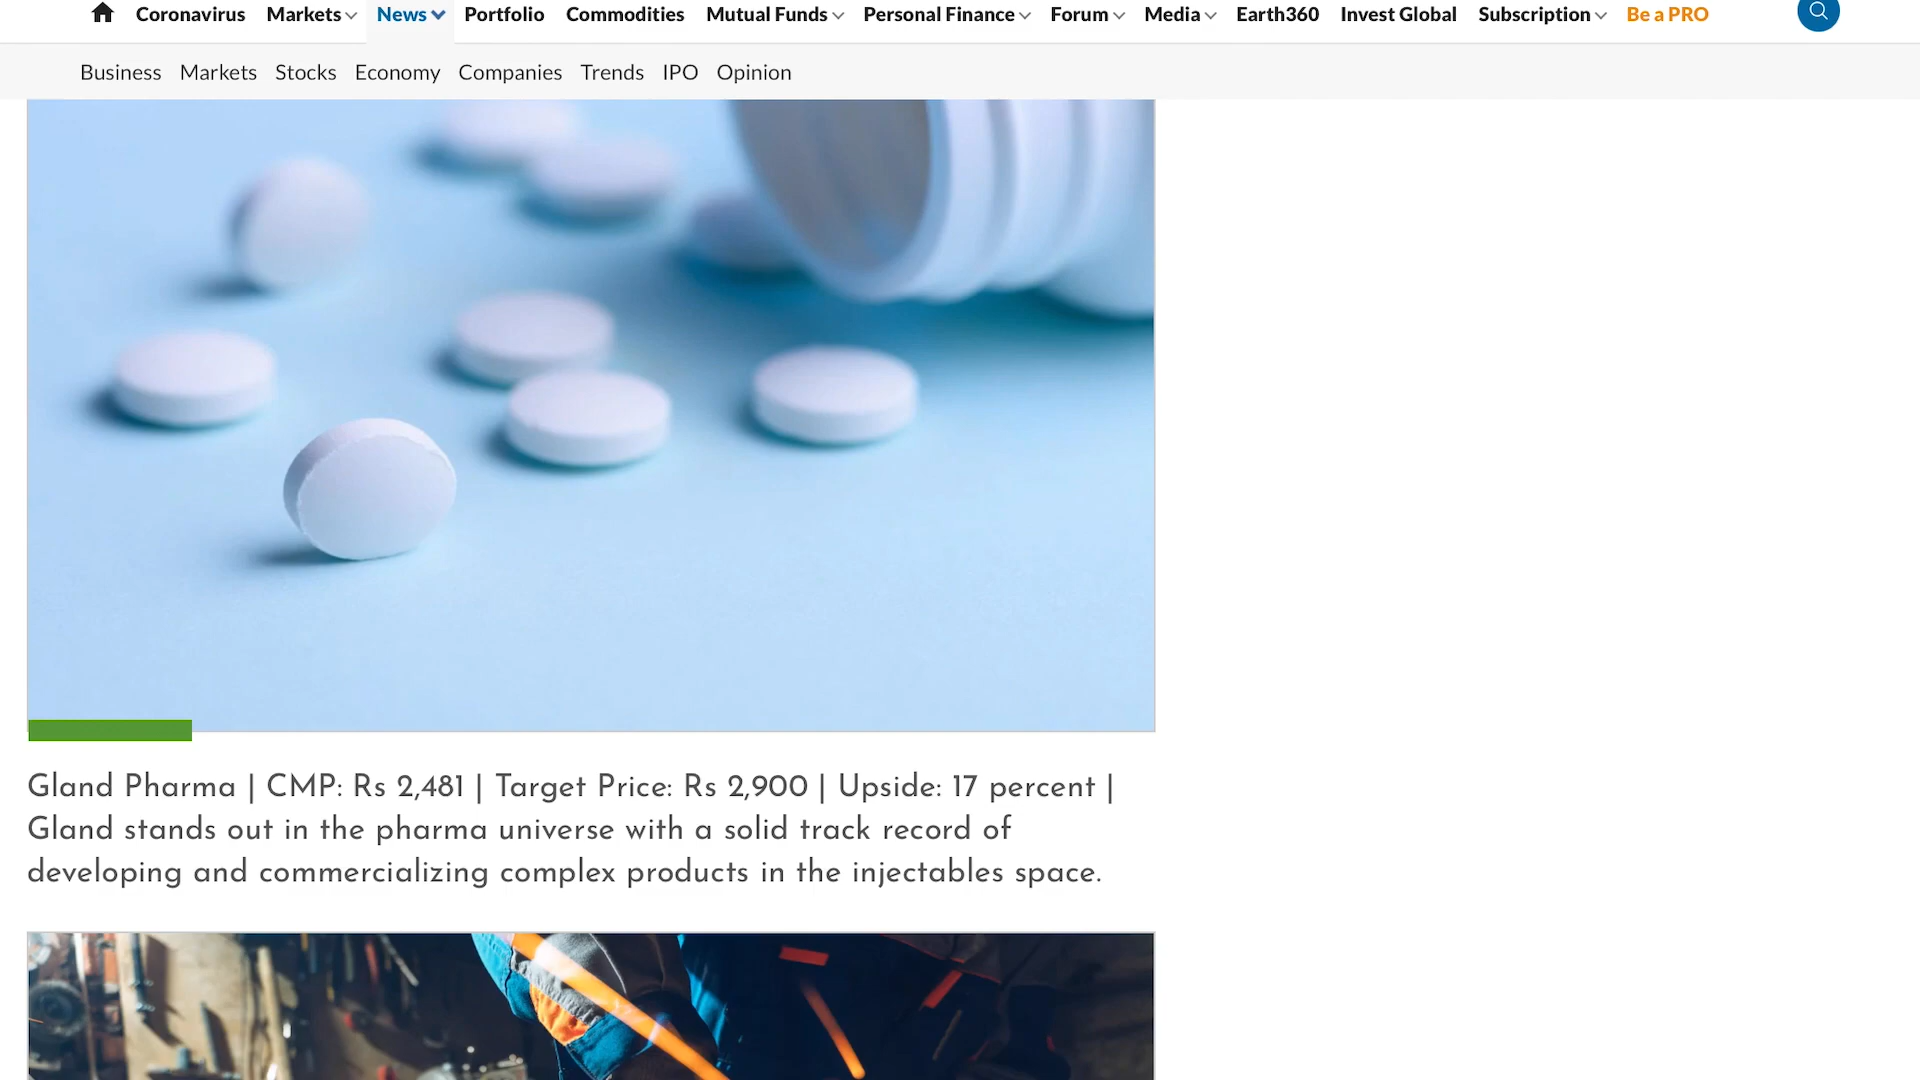 Coronavirus Markets News Portfolio Commodities Mutual Funds Personal Finance Forum Media Earth360 Invest Global Subscription Be a PRO
Business Markets Stocks Economy Companies Trends IPO Opinion
Gland Pharma | CMP: Rs 2,481 | Target Price: Rs 2,900 | Upside: 17 percent |
Gland stands out in the pharma universe with a solid track record of
developing and commercializing complex products in the injectables space.